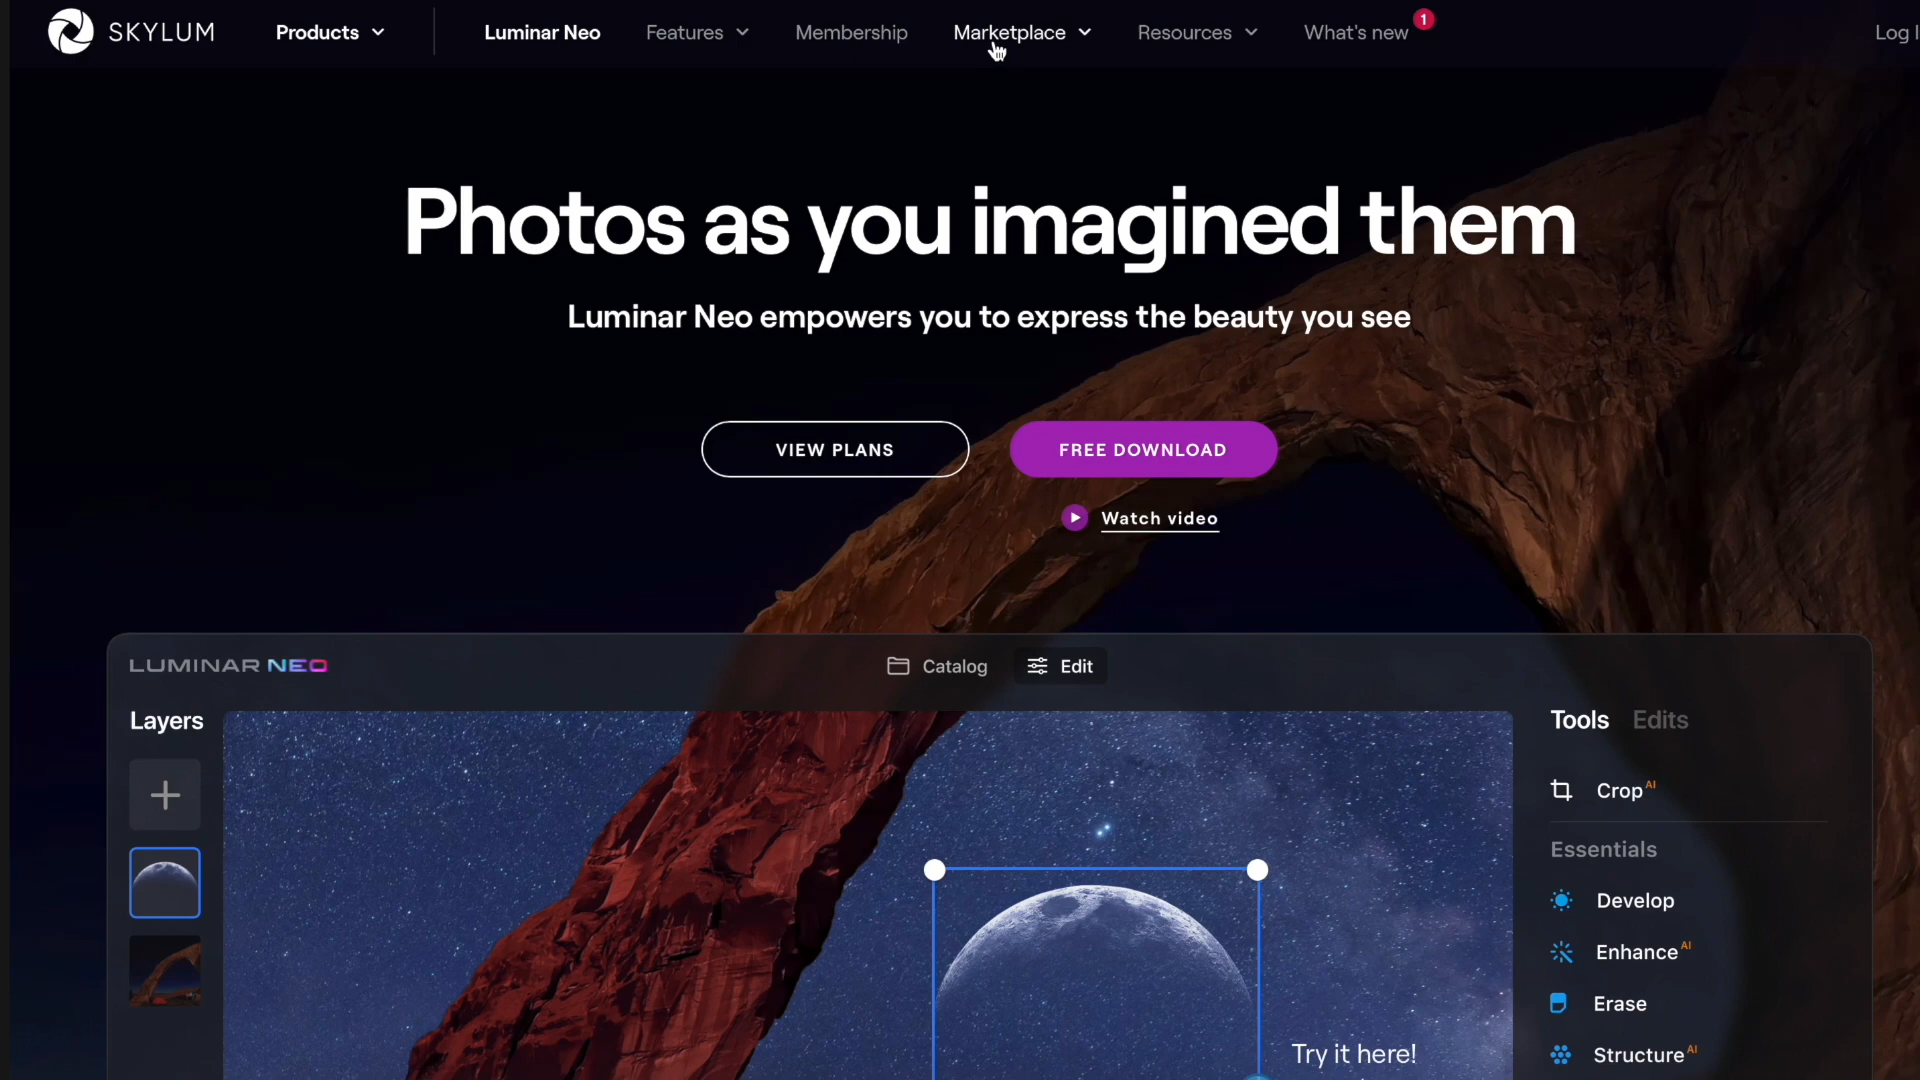 SKYLUM Products Luminar Neo Features Membership Marketplace Resources What's new 1 Log
Photos as you imagined them
Luminar Neo empowers you to express the beauty you see
VIEW PLANS FREE DOWNLOAD
Watch video
LUMINAR NEO Catalog Edit
Layers
Tools Edits
Crop AI
Essentials
Develop
Enhance AI
Erase
Structure AI
Try it here!